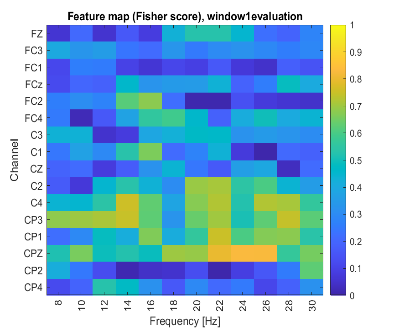 Feature map (Fisher score), window1evaluation
Channel
FZ
FC3
FC1
FCz
FC2
FC4
C3
C1
CZ
C2
C4
CP3
CP1
CPZ
CP2
CP4
8 10 12 14 16 18 20 22 24 26 28 30
Frequency [Hz]
1
0.9
0.8
0.7
0.6
0.5
0.4
0.3
0.2
0.1
0